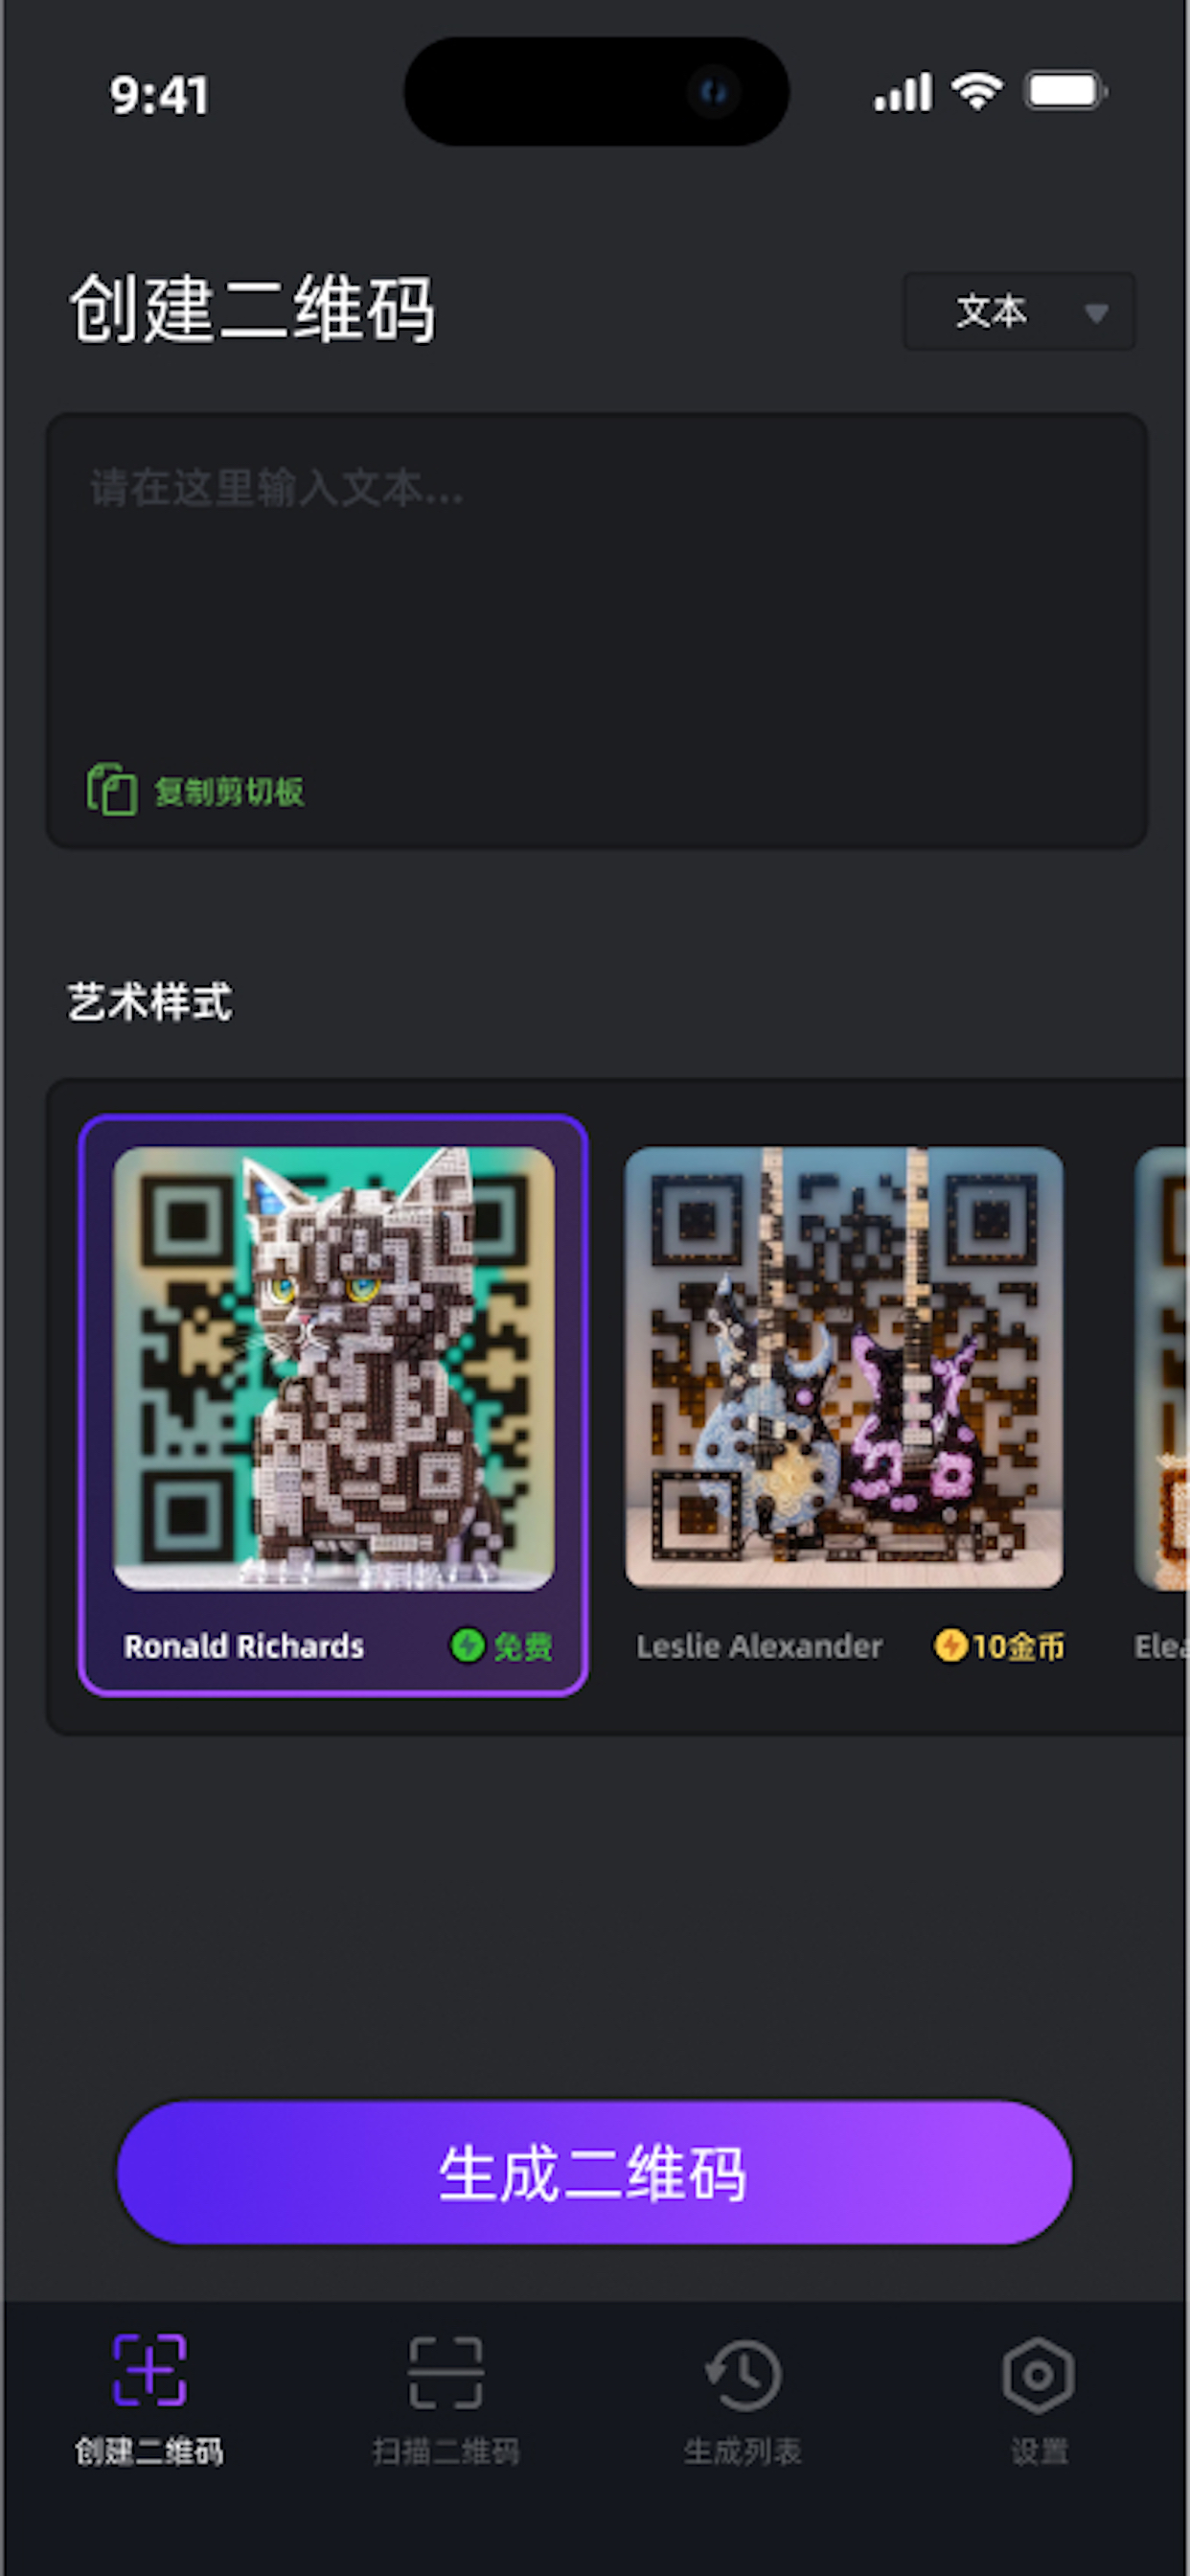 9:41
创建二维码
文本
请在这里输入文本...
复制剪切板
艺术样式
Ronald Richards
免费
Leslie Alexander
10金币
Elea
生成二维码
创建二维码
扫描二维码
生成列表
设置